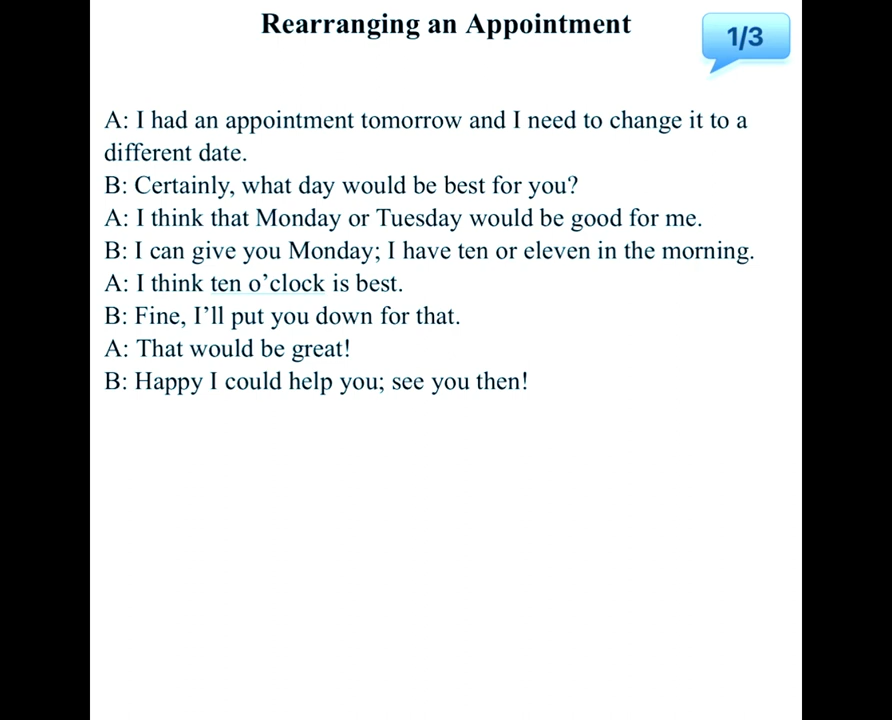 Rearranging an Appointment
1/3
A: I had an appointment tomorrow and I need to change it to a
different date.
B: Certainly, what day would be best for you?
A: I think that Monday or Tuesday would be good for me.
B: I can give you Monday; I have ten or eleven in the morning.
A: I think ten o’clock is best.
B: Fine, I’ll put you down for that.
A: That would be great!
B: Happy I could help you; see you then!